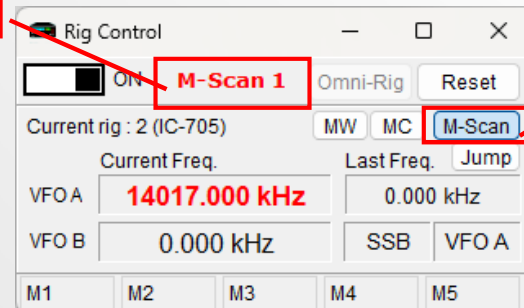 Rig Control
ON M-Scan 1 Omni-Rig Reset
Current rig : 2 (IC-705) MW MC M-Scan
Current Freq. Last Freq. Jump
VFO A 14017.000 kHz 0.000 kHz
VFO B 0.000 kHz SSB VFO A
M1 M2 M3 M4 M5